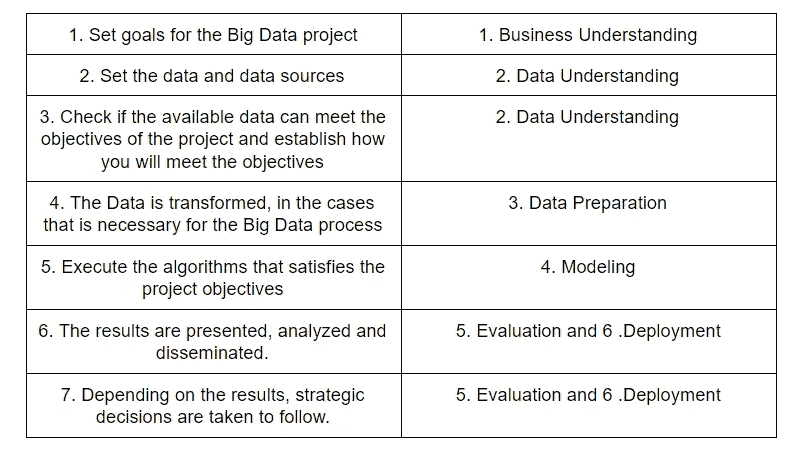 1. Set goals for the Big Data project
1. Business Understanding
2. Set the data and data sources
2. Data Understanding
3. Check if the available data can meet the
objectives of the project and establish how
you will meet the objectives
2. Data Understanding
4. The Data is transformed, in the cases
that is necessary for the Big Data process
3. Data Preparation
5. Execute the algorithms that satisfies the
project objectives
4. Modeling
6. The results are presented, analyzed and
disseminated.
5. Evaluation and 6 .Deployment
7. Depending on the results, strategic
decisions are taken to follow.
5. Evaluation and 6 .Deployment